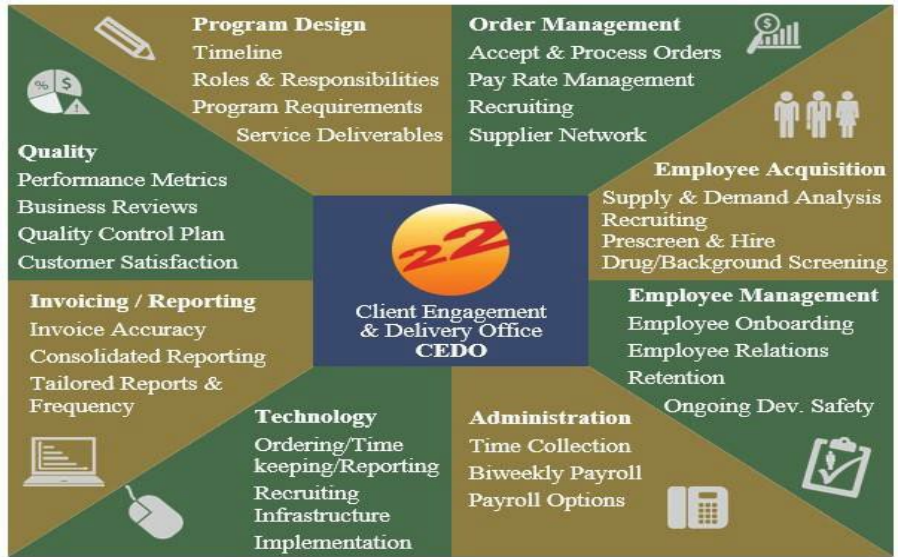 Program Design
Timeline
Roles & Responsibilities
Program Requirements
Service Deliverables
Order Management
Accept & Process Orders
Pay Rate Management
Recruiting
Supplier Network
% $
$
Quality
Performance Metrics
Business Reviews
Quality Control Plan
Customer Satisfaction
Employee Acquisition
Supply & Demand Analysis
Recruiting
Prescreen & Hire
Drug/Background Screening
22
Client Engagement
& Delivery Office
CEDO
Invoicing / Reporting
Invoice Accuracy
Consolidated Reporting
Tailored Reports &
Frequency
Employee Management
Employee Onboarding
Employee Relations
Retention
Ongoing Dev. Safety
Technology
Ordering/Time
keeping/Reporting
Recruiting
Infrastructure
Implementation
Administration
Time Collection
Biweekly Payroll
Payroll Options